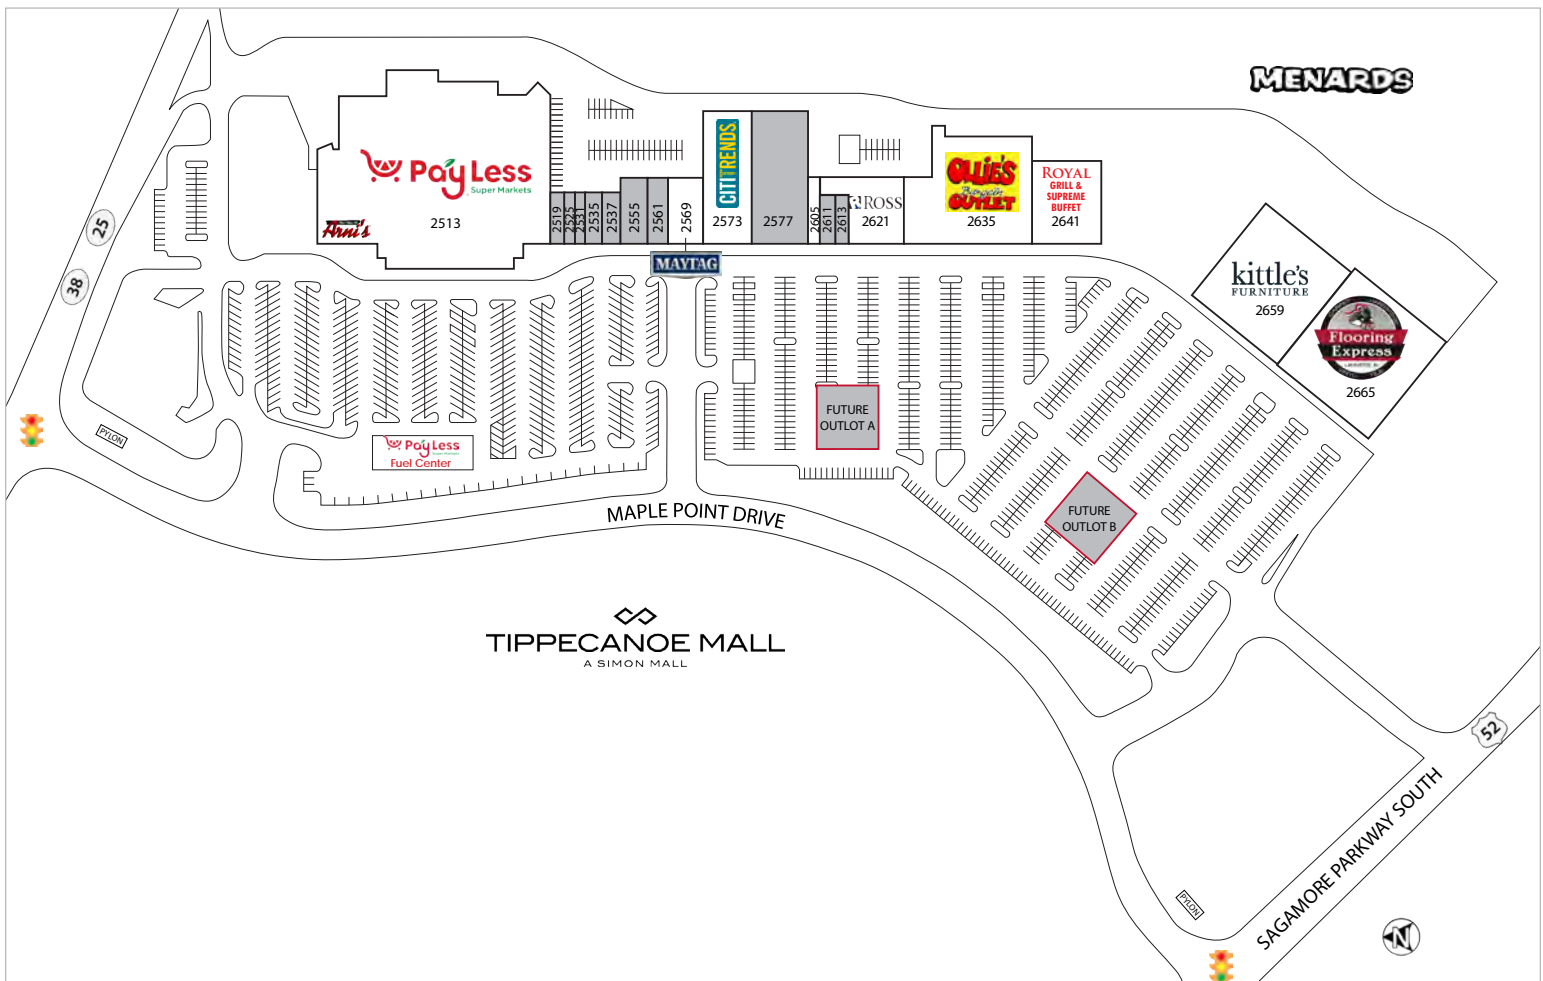 MENARDS
PayLess
Super Markets
2513
Arni's
2519
2525
2531
2535
2537
2555
2561
2569
MAYTAG
CITITRENDS.
2573
2577
2605
2611
2613
ROSS
2621
OLLIE'S
Bargain
OUTLET
2635
ROYAL
GRILL &
SUPREME
BUFFET
2641
kittle's
FURNITURE
2659
Flooring
Express
2665
25
38
PYLON
PayLess
Super Markets
Fuel Center
FUTURE
OUTLOT A
FUTURE
OUTLOT B
MAPLE POINT DRIVE
TIPPECANOE MALL
A SIMON MALL
52
SAGAMORE PARKWAY SOUTH
PYLON
N